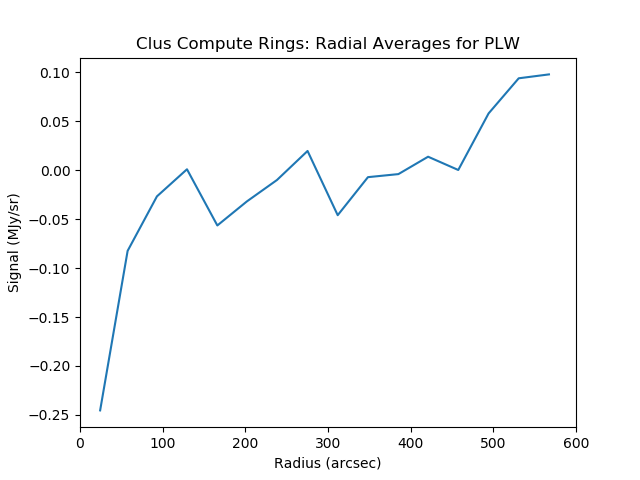 Clus Compute Rings: Radial Averages for PLW
0.10
0.05
0.00
−0.05
−0.10
−0.15
−0.20
−0.25
Signal (MJy/sr)
0 100 200 300 400 500 600
Radius (arcsec)